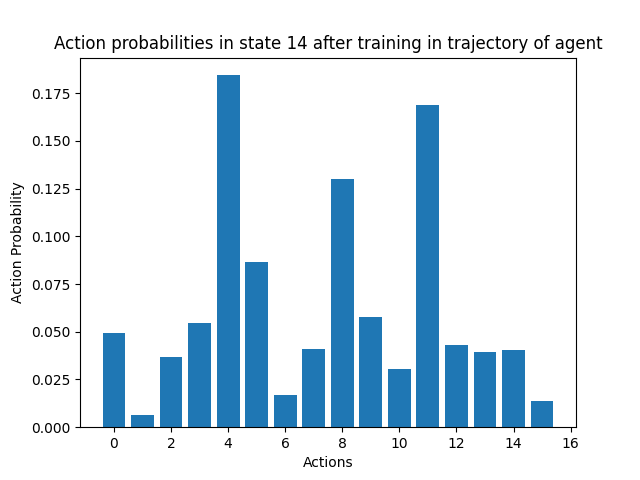 Action probabilities in state 14 after training in trajectory of agent
0.175
0.150
0.125
0.100
0.075
0.050
0.025
0.000
Action Probability
0 2 4 6 8 10 12 14 16
Actions